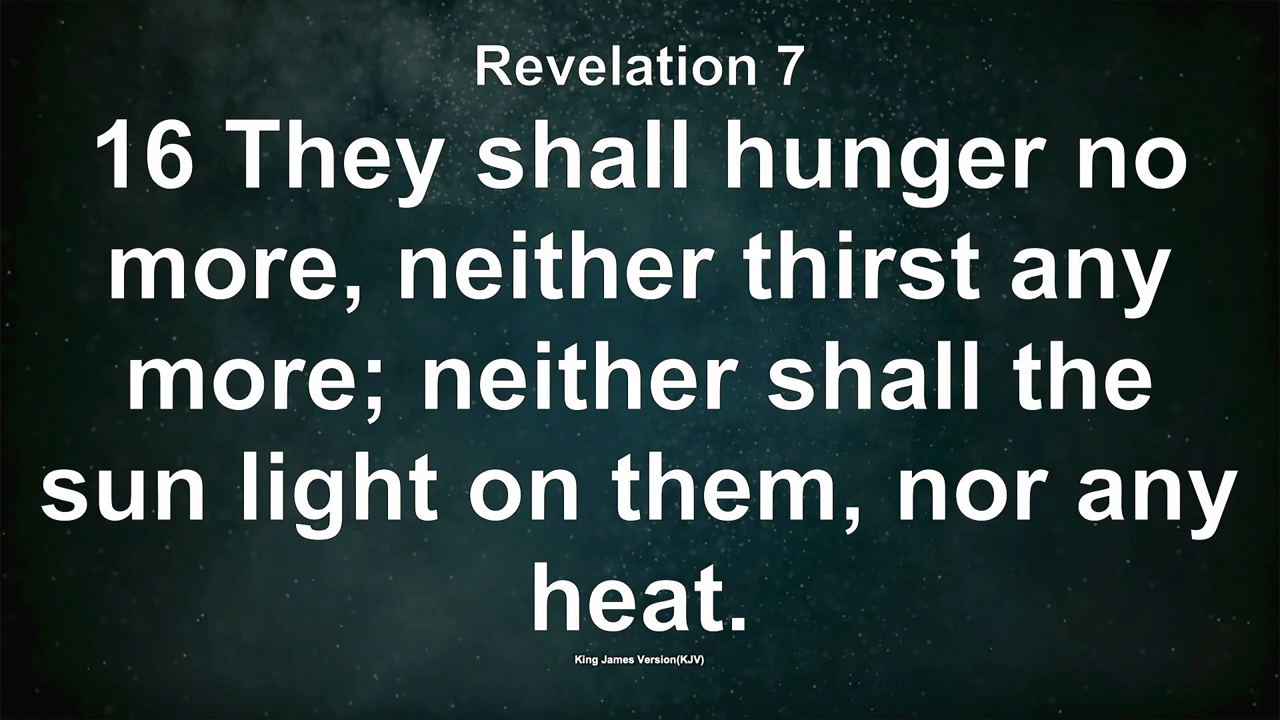 Revelation 7
16 They shall hunger no
more, neither thirst any
more; neither shall the
sun light on them, nor any
heat.
King James Version(KJV)